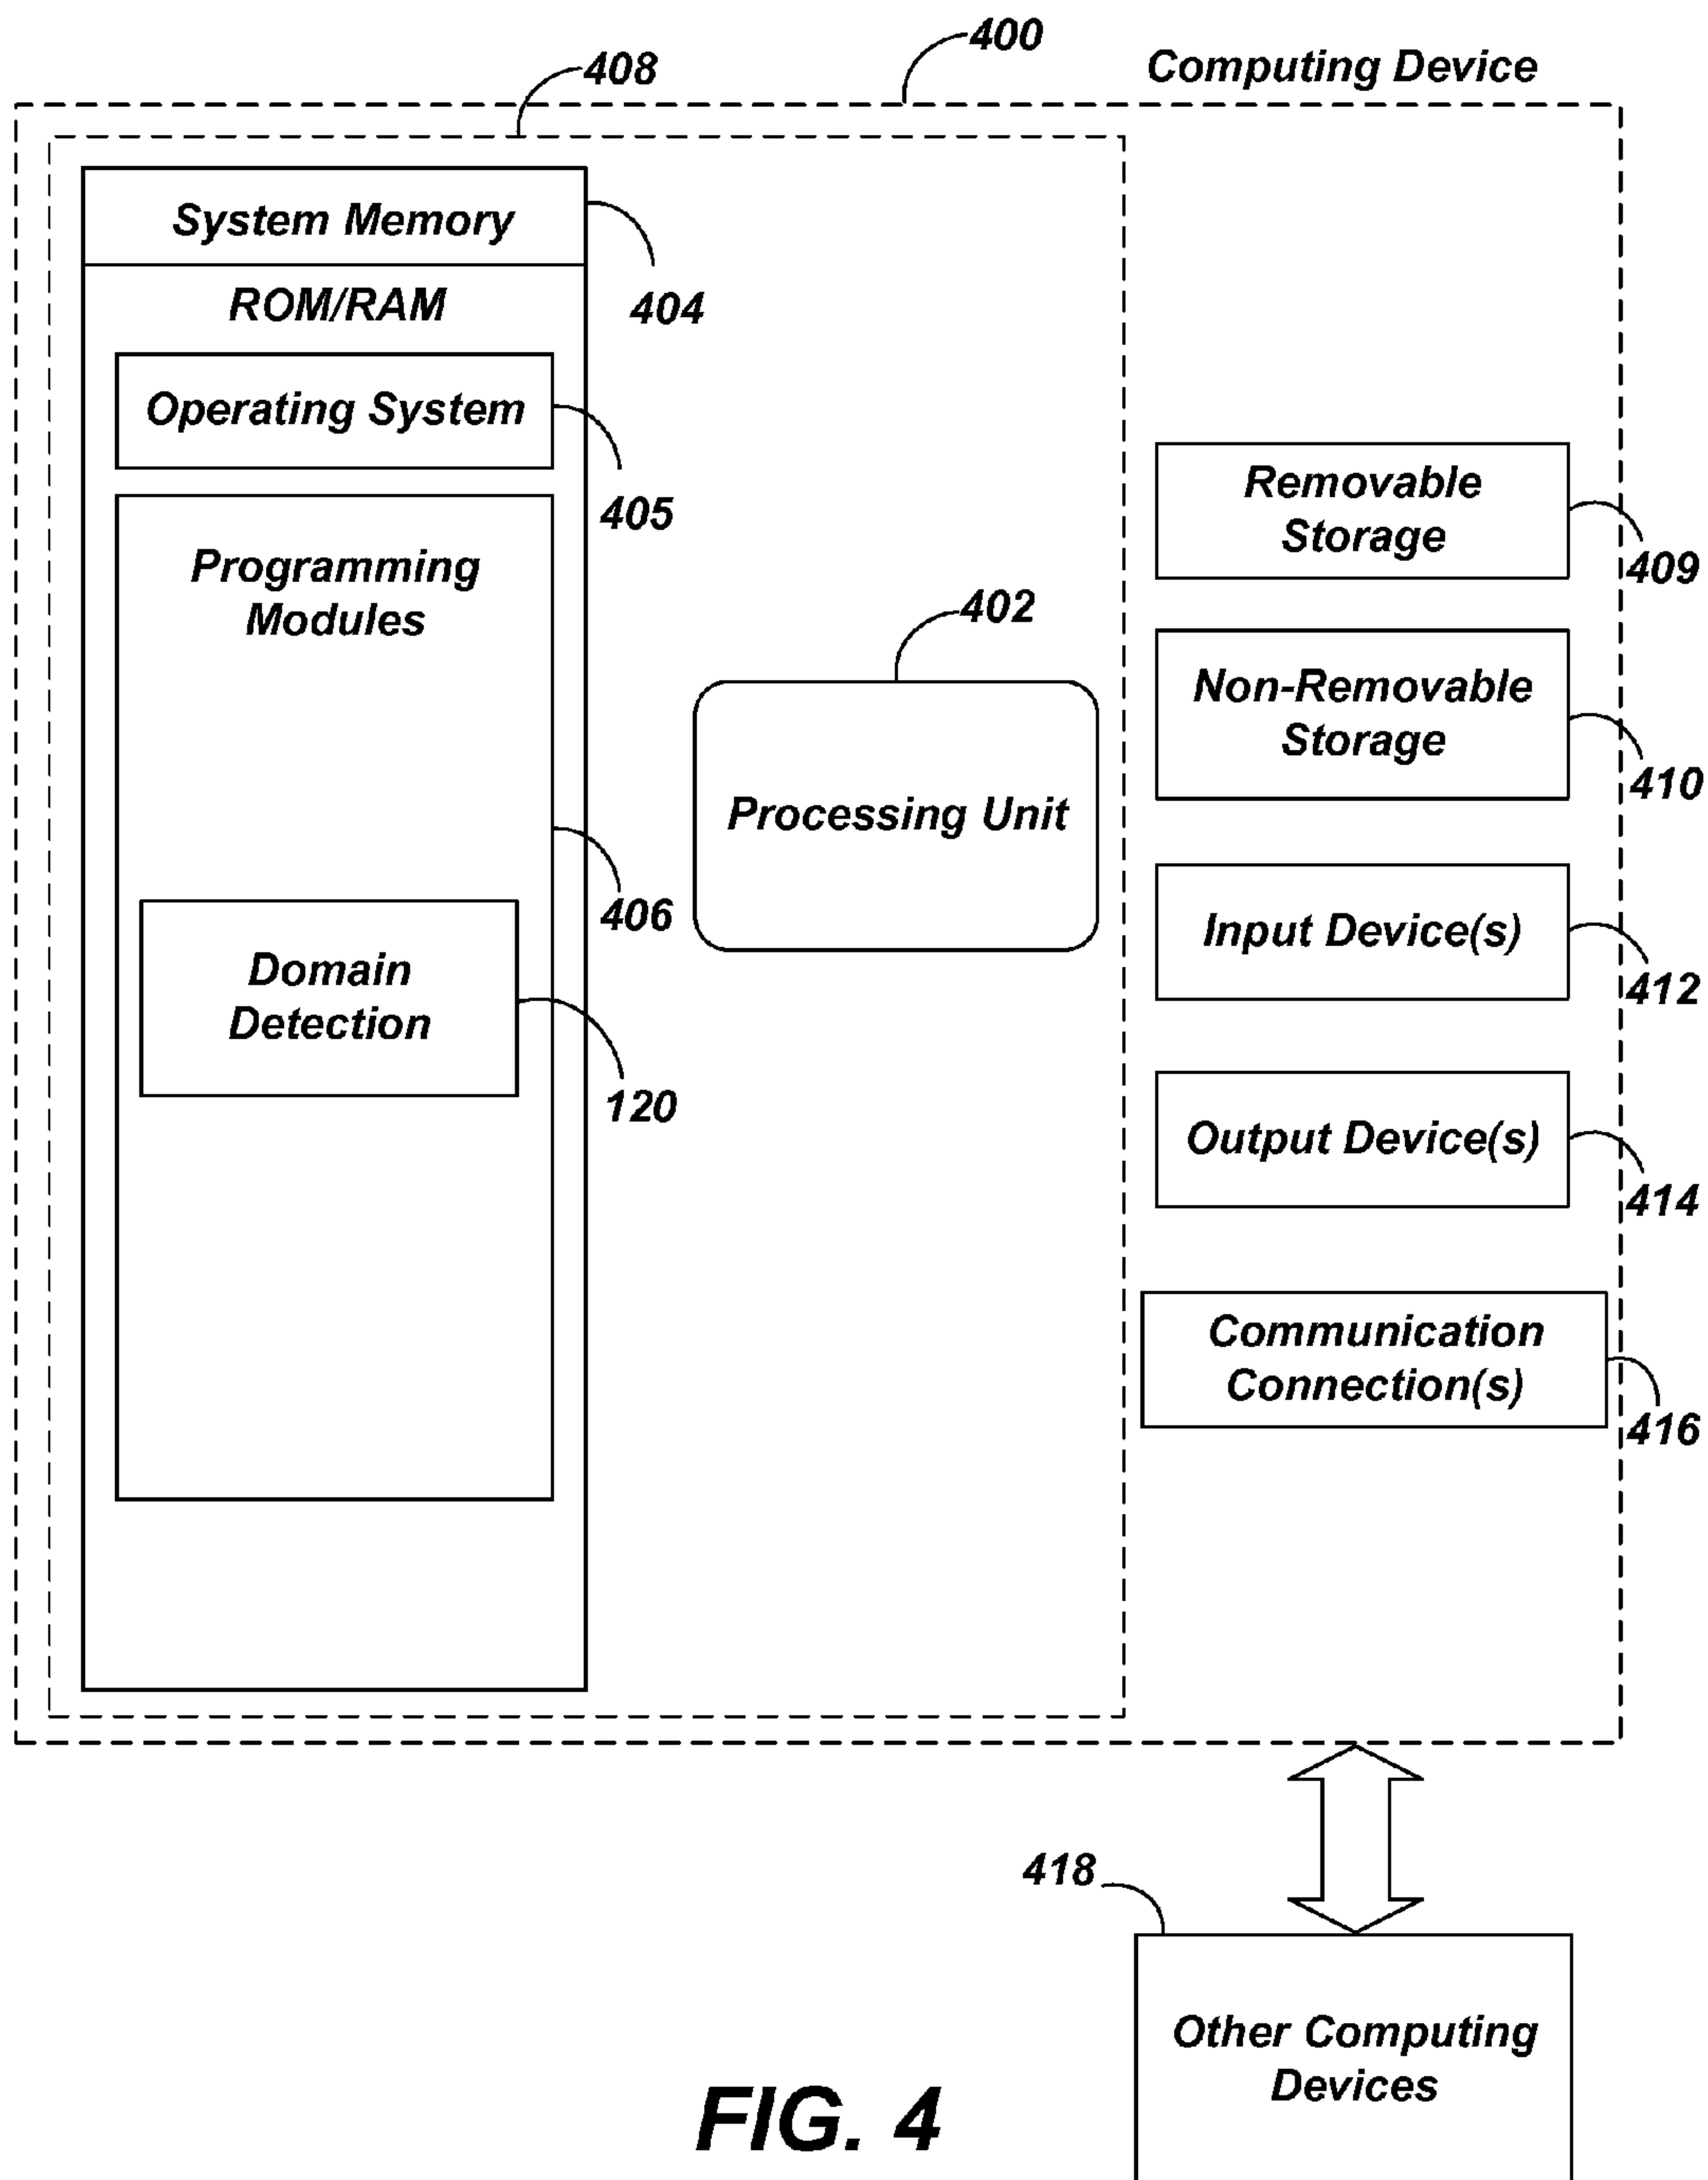 400
Computing Device
408
System Memory
404
ROM/RAM
Operating System
405
Programming
Modules
406
Domain
Detection
120
402
Processing Unit
Removable
Storage
409
Non-Removable
Storage
410
Input Device(s)
412
Output Device(s)
414
Communication
Connection(s)
416
418
Other Computing
Devices
FIG. 4